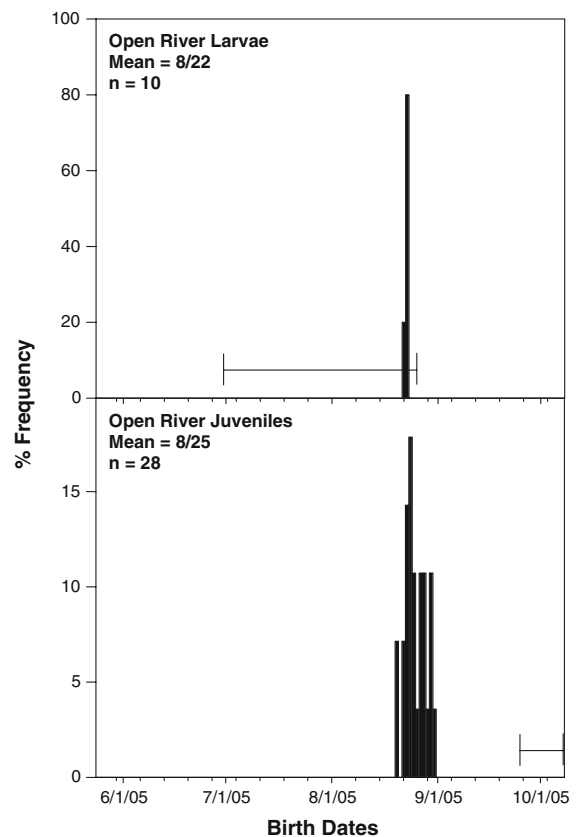 100
80
60
40
20
0
Open River Larvae
Mean = 8/22
n = 10
% Frequency
15
10
5
0
Open River Juveniles
Mean = 8/25
n = 28
6/1/05 7/1/05 8/1/05 9/1/05 10/1/05
Birth Dates